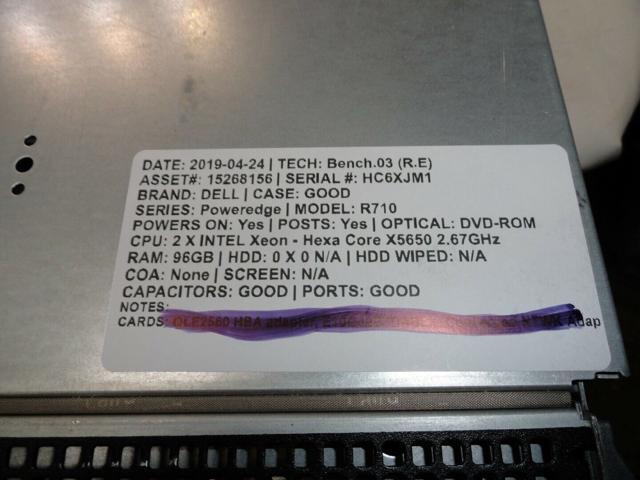 DATE: 2019-04-24 | TECH: Bench.03 (R.E)
ASSET#: 15268156 | SERIAL #: HC6XJM1
BRAND: DELL | CASE: GOOD
SERIES: Poweredge | MODEL: R710
POWERS ON: Yes | POSTS: Yes | OPTICAL: DVD-ROM
CPU: 2 X INTEL Xeon - Hexa Core X5650 2.67GHz
RAM: 96GB | HDD: 0 X 0 N/A | HDD WIPED: N/A
COA: None | SCREEN: N/A
CAPACITORS: GOOD | PORTS: GOOD
NOTES:
CARDS: QLE2560 HBA adapter, Adap